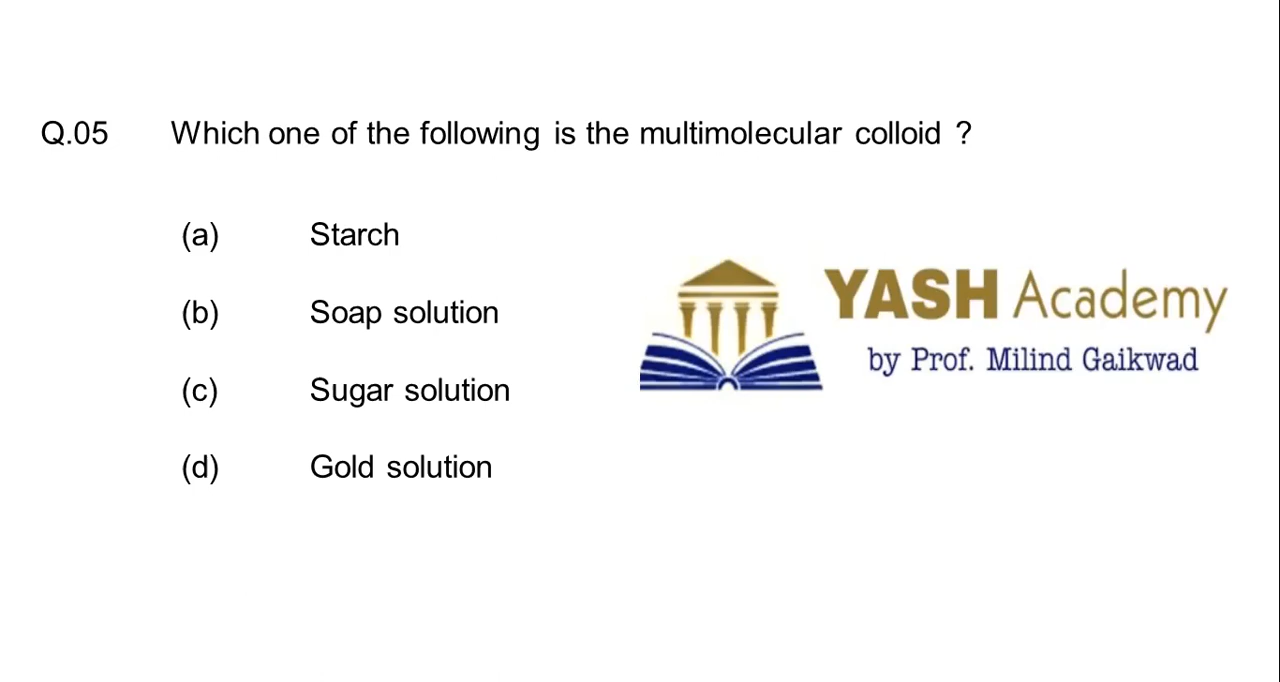 Q.05 Which one of the following is the multimolecular colloid ?
(a) Starch
(b) Soap solution
(c) Sugar solution
(d) Gold solution
YASH Academy
by Prof. Milind Gaikwad